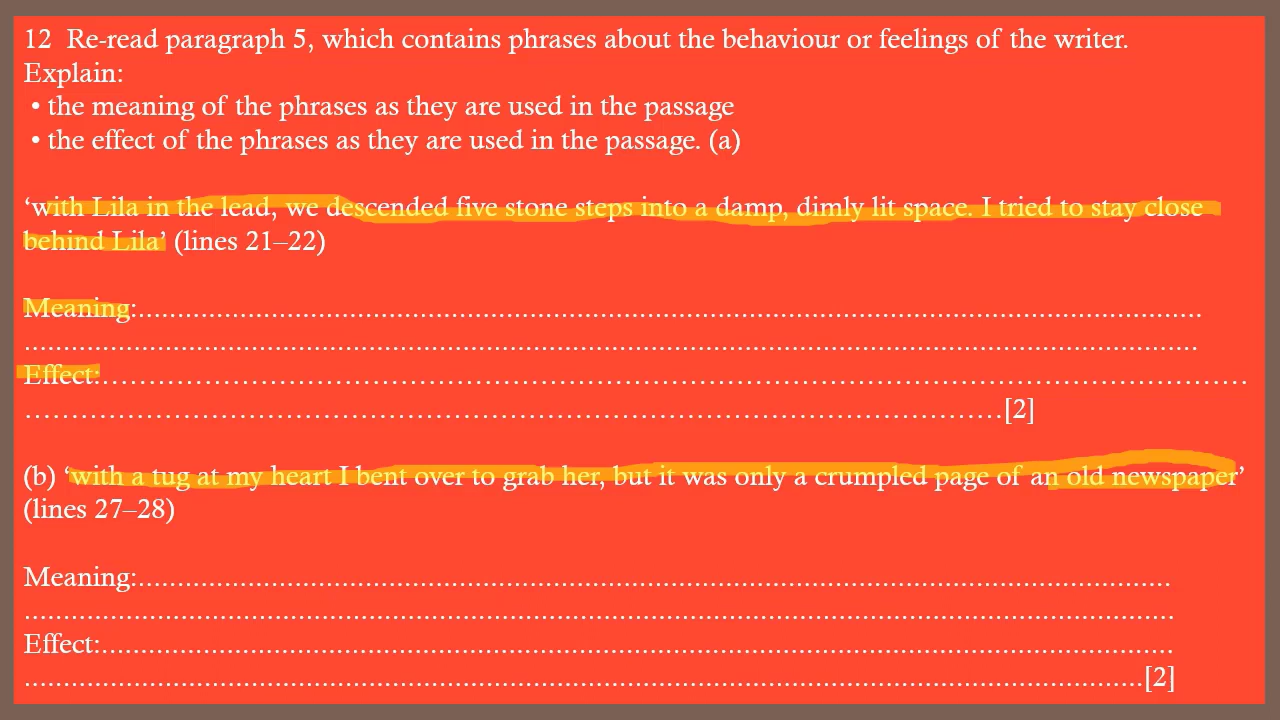 12 Re-read paragraph 5, which contains phrases about the behaviour or feelings of the writer.
Explain:
• the meaning of the phrases as they are used in the passage
• the effect of the phrases as they are used in the passage. (a)
‘with Lila in the lead, we descended five stone steps into a damp, dimly lit space. I tried to stay close
behind Lila’ (lines 21–22)
Meaning:..........................................................................................................................................
..........................................................................................................................................................
Effect:……………………………………………………………………………………………………
………………………………………………………………………………………[2]
(b) ‘with a tug at my heart I bent over to grab her, but it was only a crumpled page of an old newspaper’
(lines 27–28)
Meaning:......................................................................................................................................
.......................................................................................................................................................
Effect:...........................................................................................................................................
...................................................................................................................................................[2]